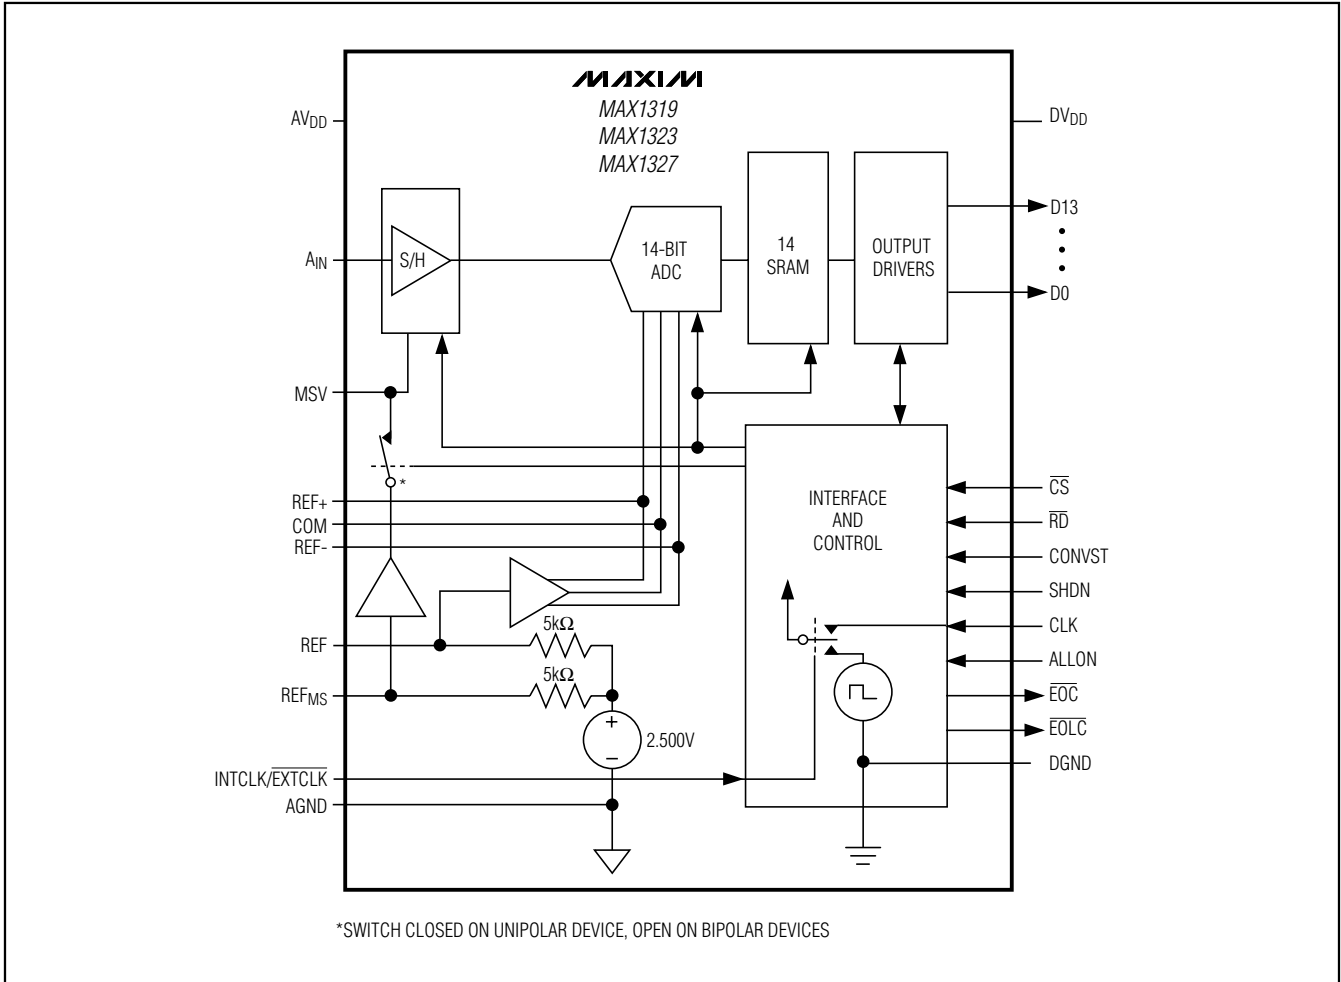 MAXIM
MAX1319
MAX1323
MAX1327
AVDD
DVDD
AIN
S/H
14-BIT
ADC
14
SRAM
OUTPUT
DRIVERS
D13
D0
MSV
*
REF+
COM
REF-
INTERFACE
AND
CONTROL
CS
RD
CONVST
SHDN
CLK
ALLON
EOC
EOLC
DGND
5kΩ
REF
5kΩ
REFMS
+
2.500V
−
INTCLK/EXTCLK
AGND
*SWITCH CLOSED ON UNIPOLAR DEVICE, OPEN ON BIPOLAR DEVICES